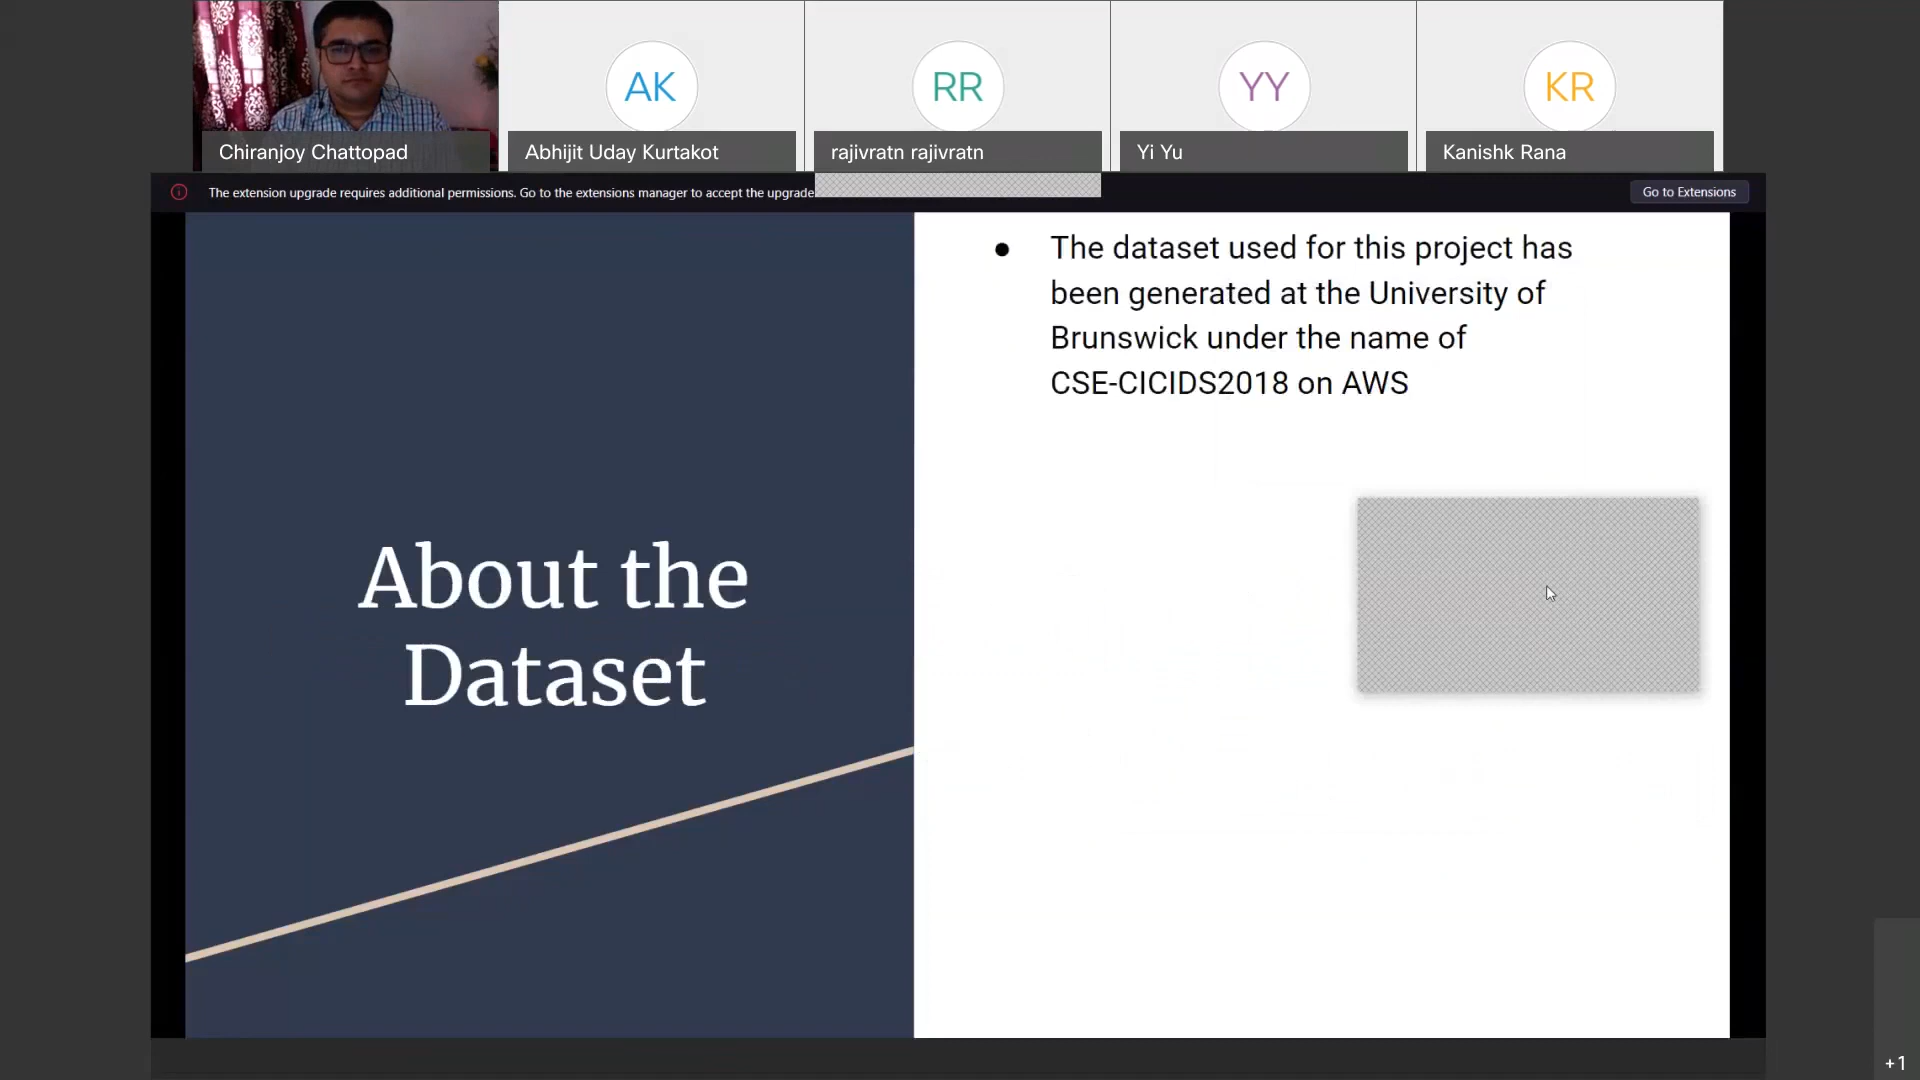 AK
RR
YY
KR
Chiranjoy Chattopad
Abhijit Uday Kurtakot
rajivratn rajivratn
Yi Yu
Kanishk Rana
The extension upgrade requires additional permissions. Go to the extensions manager to accept the upgrade
Go to Extensions
● The dataset used for this project has
been generated at the University of
Brunswick under the name of
CSE-CICIDS2018 on AWS
About the
Dataset
+1